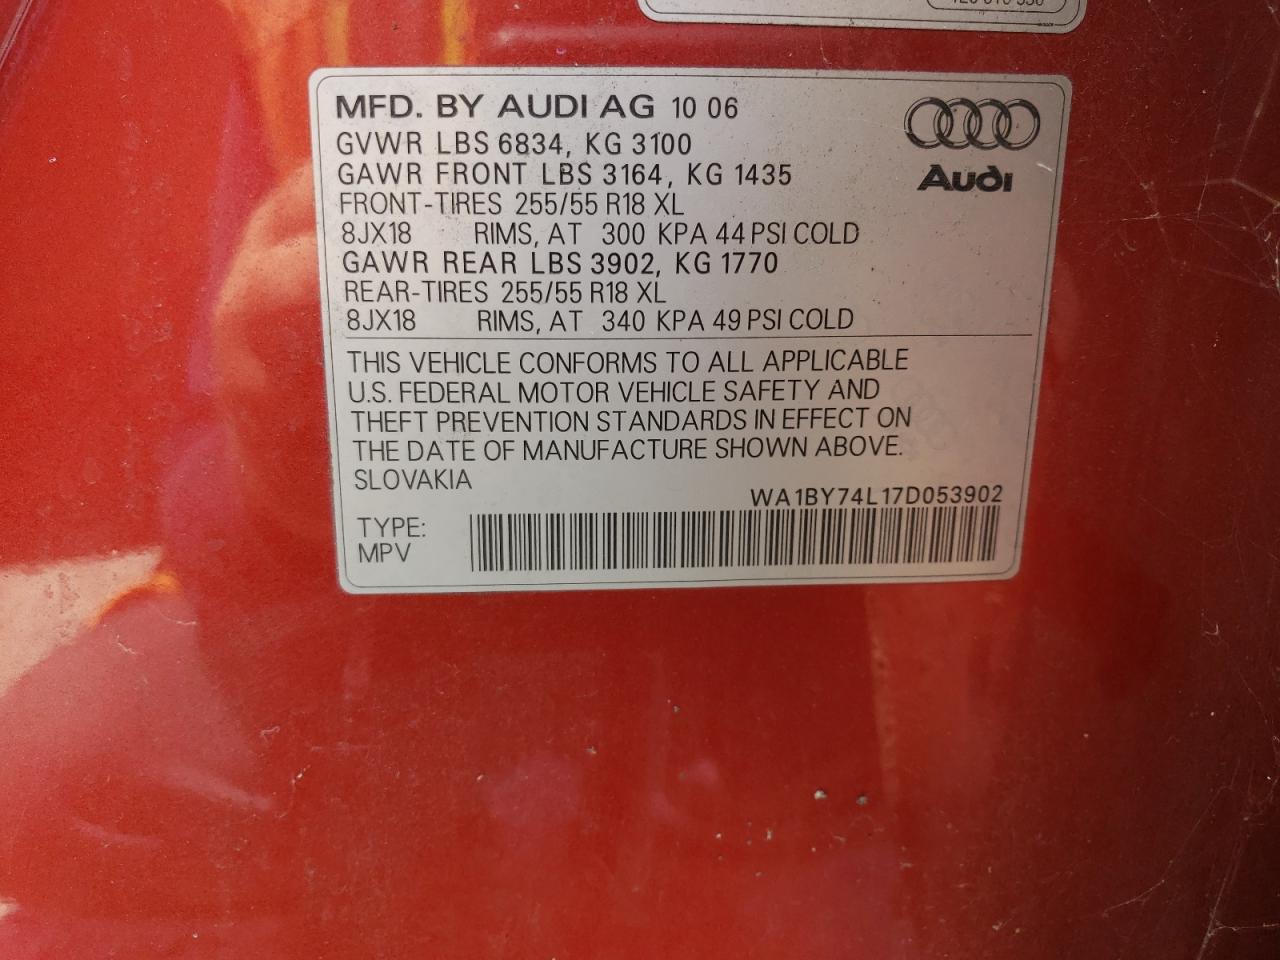 MFD. BY AUDI AG 10 06
GVWR LBS 6834, KG 3100
GAWR FRONT LBS 3164, KG 1435
FRONT-TIRES 255/55 R18 XL
8JX18 RIMS, AT 300 KPA 44 PSI COLD
GAWR REAR LBS 3902, KG 1770
REAR-TIRES 255/55 R18 XL
8JX18 RIMS, AT 340 KPA 49 PSI COLD
Audi
THIS VEHICLE CONFORMS TO ALL APPLICABLE
U.S. FEDERAL MOTOR VEHICLE SAFETY AND
THEFT PREVENTION STANDARDS IN EFFECT ON
THE DATE OF MANUFACTURE SHOWN ABOVE.
SLOVAKIA
WA1BY74L17D053902
TYPE:
MPV